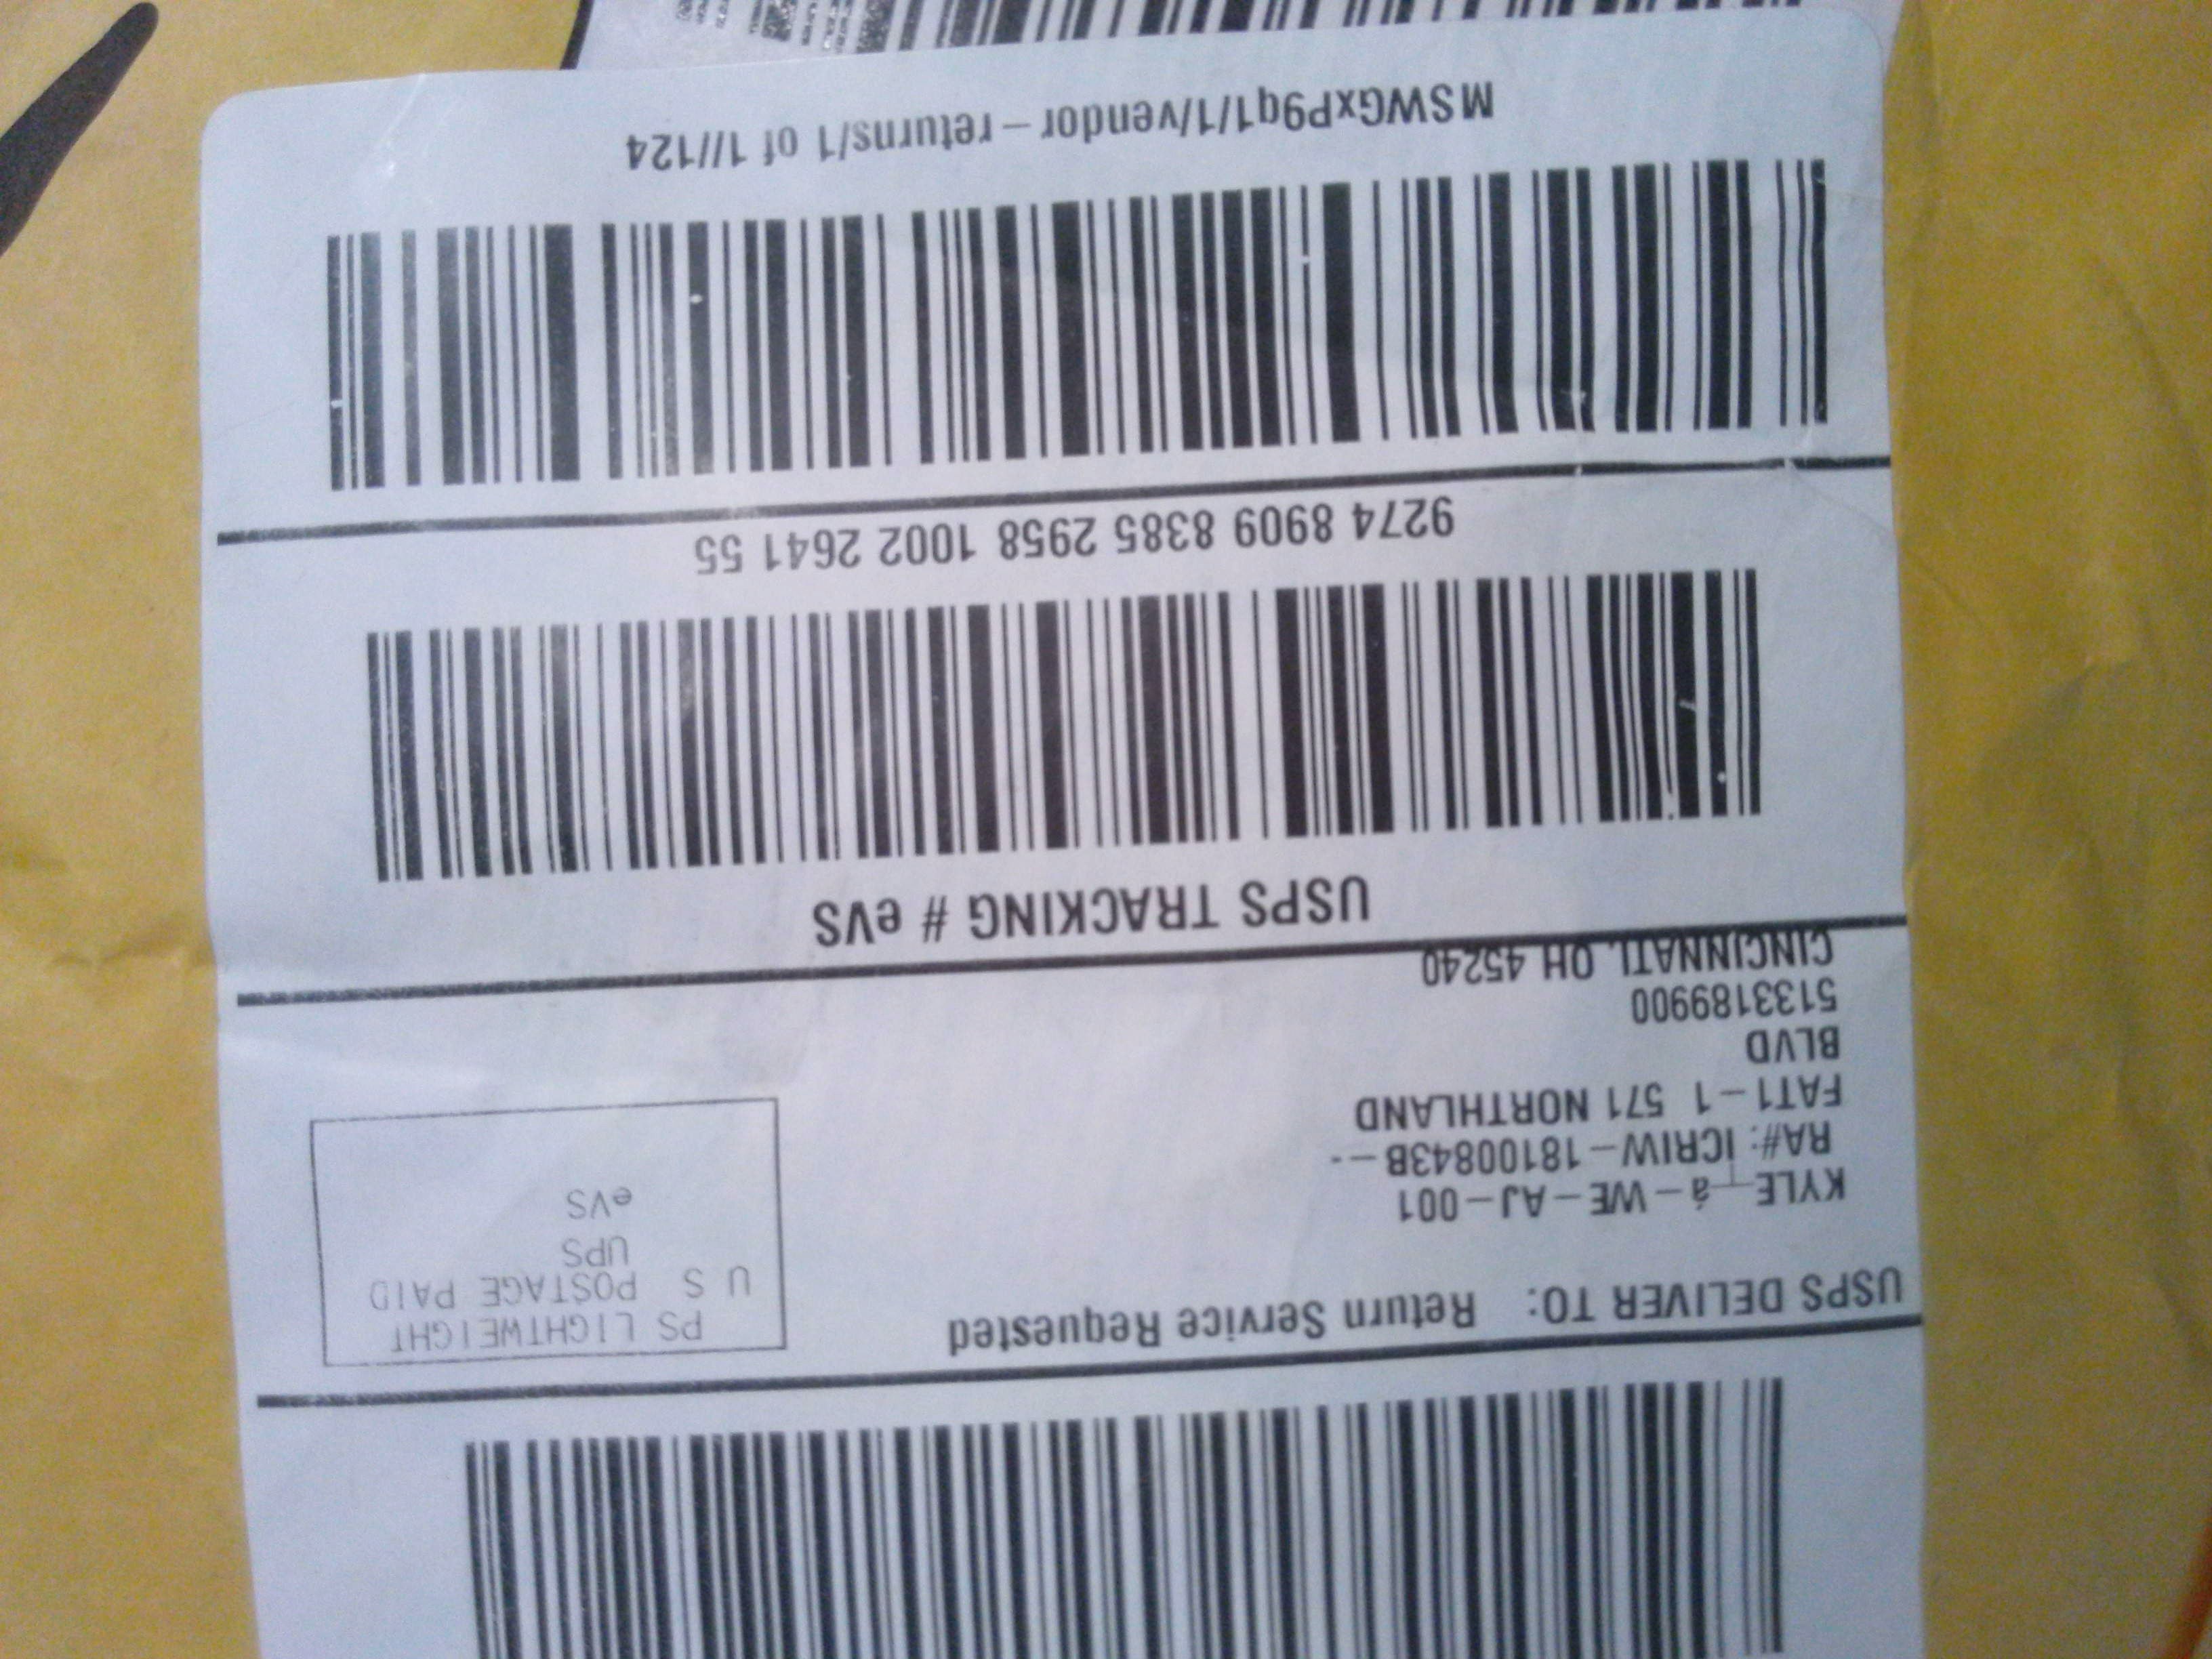 PS LIGHTWEIGHT
U S POSTAGE PAID
UPS
eVS
USPS DELIVER TO: Return Service Requested
KYLE - á - WE - AJ - 001
RA#: ICRIW - 18100843B - -
FAT1 - 1 571 NORTHLAND
BLVD
5133189900
CINCINNATI, OH 45240
USPS TRACKING # eVS
9274 8909 8385 2958 1002 2641 55
MSWGxP9q1/1/vendor - returns/1 of 1//124